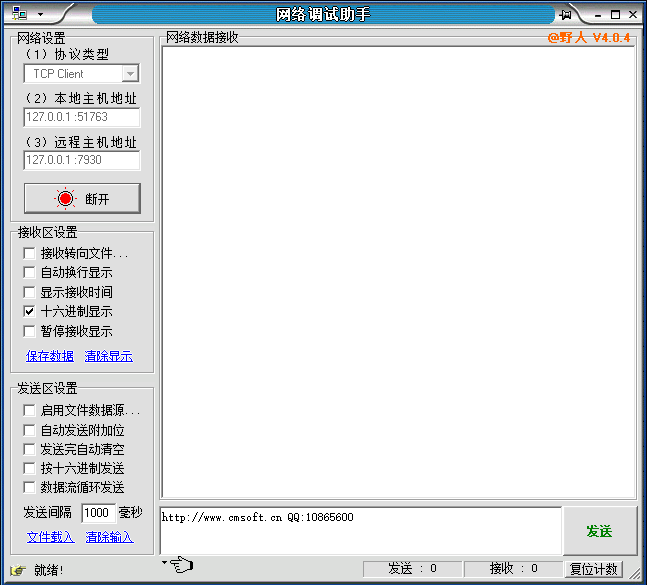 网络调试助手
网络设置
（1）协议类型
TCP Client
（2）本地主机地址
127.0.0.1 :51763
（3）远程主机地址
127.0.0.1 :7930
断开
接收区设置
接收转向文件...
自动换行显示
显示接收时间
十六进制显示
暂停接收显示
保存数据 清除显示
发送区设置
启用文件数据源...
自动发送附加位
发送完自动清空
按十六进制发送
数据流循环发送
发送间隔 1000 毫秒
文件载入 清除输入
网络数据接收
@野人 V4.0.4
http://www.cmsoft.cn QQ:10865600
发送
就绪!
发送 : 0
接收 : 0
复位计数